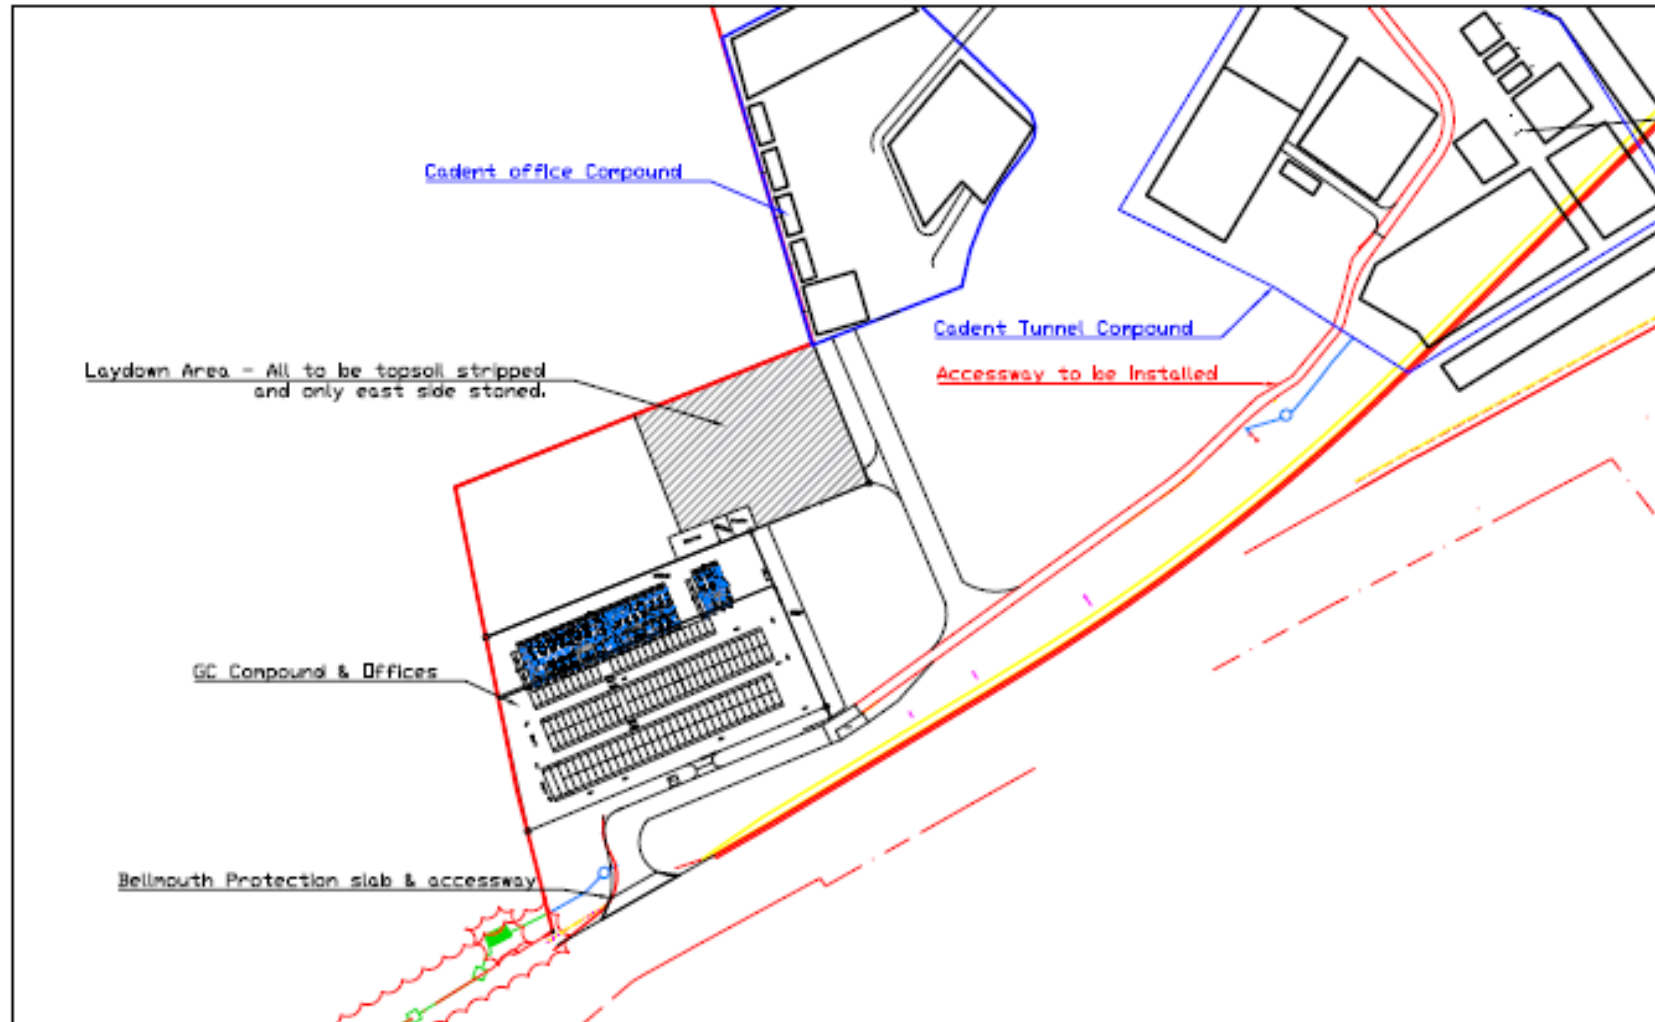 Cadent office Compound
Cadent Tunnel Compound
Laydown Area - All to be topsoil stripped
and only east side stoned.
Accessway to be Installed
GC Compound & Offices
Bellmouth Protection slab & accessway